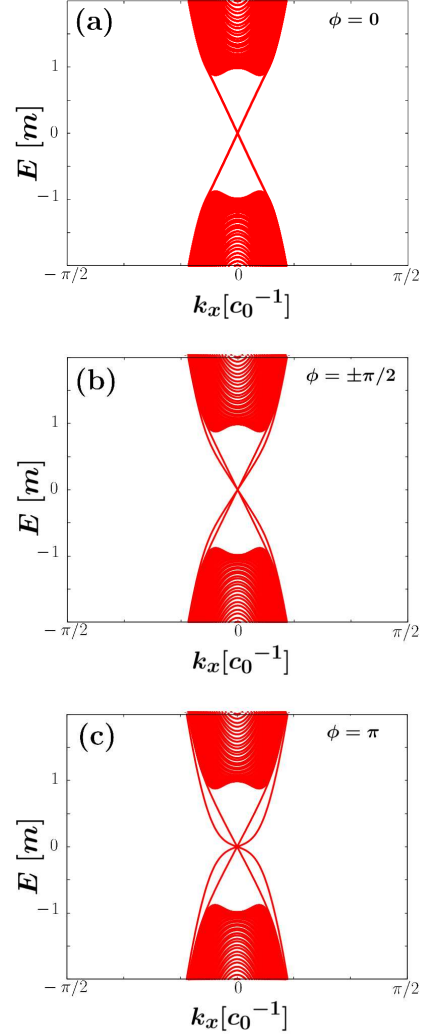 (a)
ϕ = 0
E [m]
1
0
−1
− π/2
0
π/2
kₓ[c₀⁻¹]
(b)
ϕ = ±π/2
E [m]
1
0
−1
− π/2
0
π/2
kₓ[c₀⁻¹]
(c)
ϕ = π
E [m]
1
0
−1
− π/2
0
π/2
kₓ[c₀⁻¹]